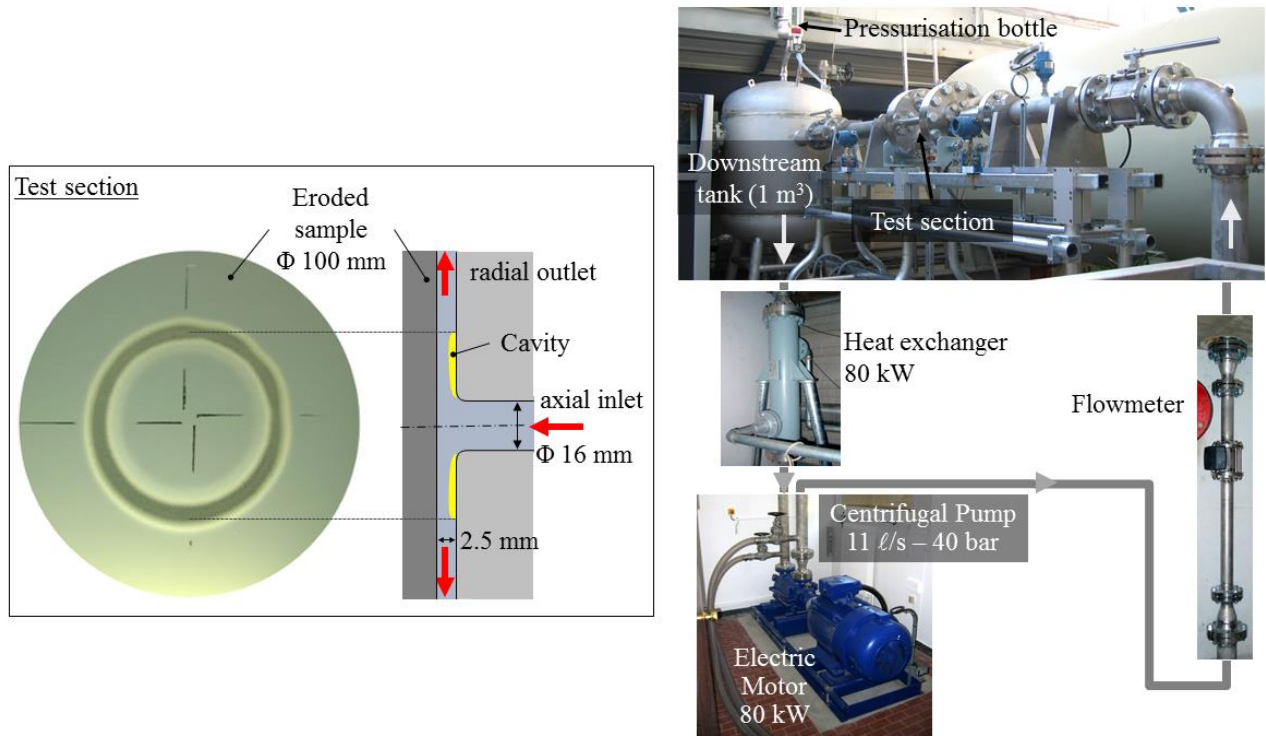 Test section
Eroded
sample
Φ 100 mm
radial outlet
Cavity
axial inlet
Φ 16 mm
2.5 mm
Pressurisation bottle
Downstream
tank (1 m³)
Test section
Heat exchanger
80 kW
Flowmeter
Centrifugal Pump
11 ℓ/s – 40 bar
Electric
Motor
80 kW